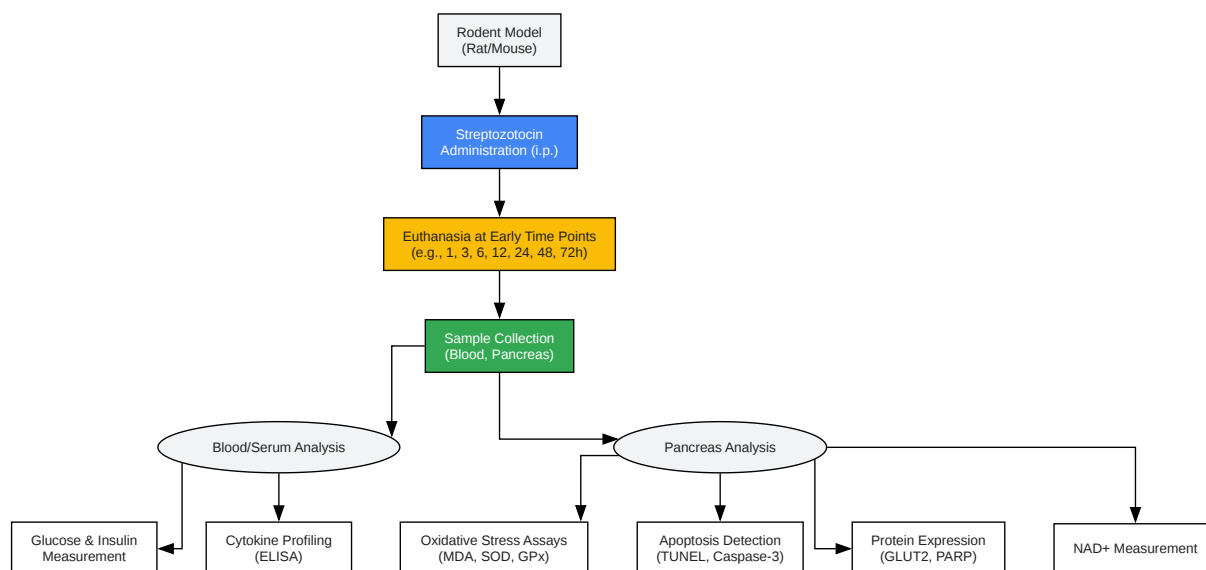 Rodent Model
(Rat/Mouse)
Streptozotocin
Administration (i.p.)
Euthanasia at Early Time Points
(e.g., 1, 3, 6, 12, 24, 48, 72h)
Sample Collection
(Blood, Pancreas)
Blood/Serum Analysis
Pancreas Analysis
Glucose & Insulin
Measurement
Cytokine Profiling
(ELISA)
Oxidative Stress Assays
(MDA, SOD, GPx)
Apoptosis Detection
(TUNEL, Caspase-3)
Protein Expression
(GLUT2, PARP)
NAD+ Measurement